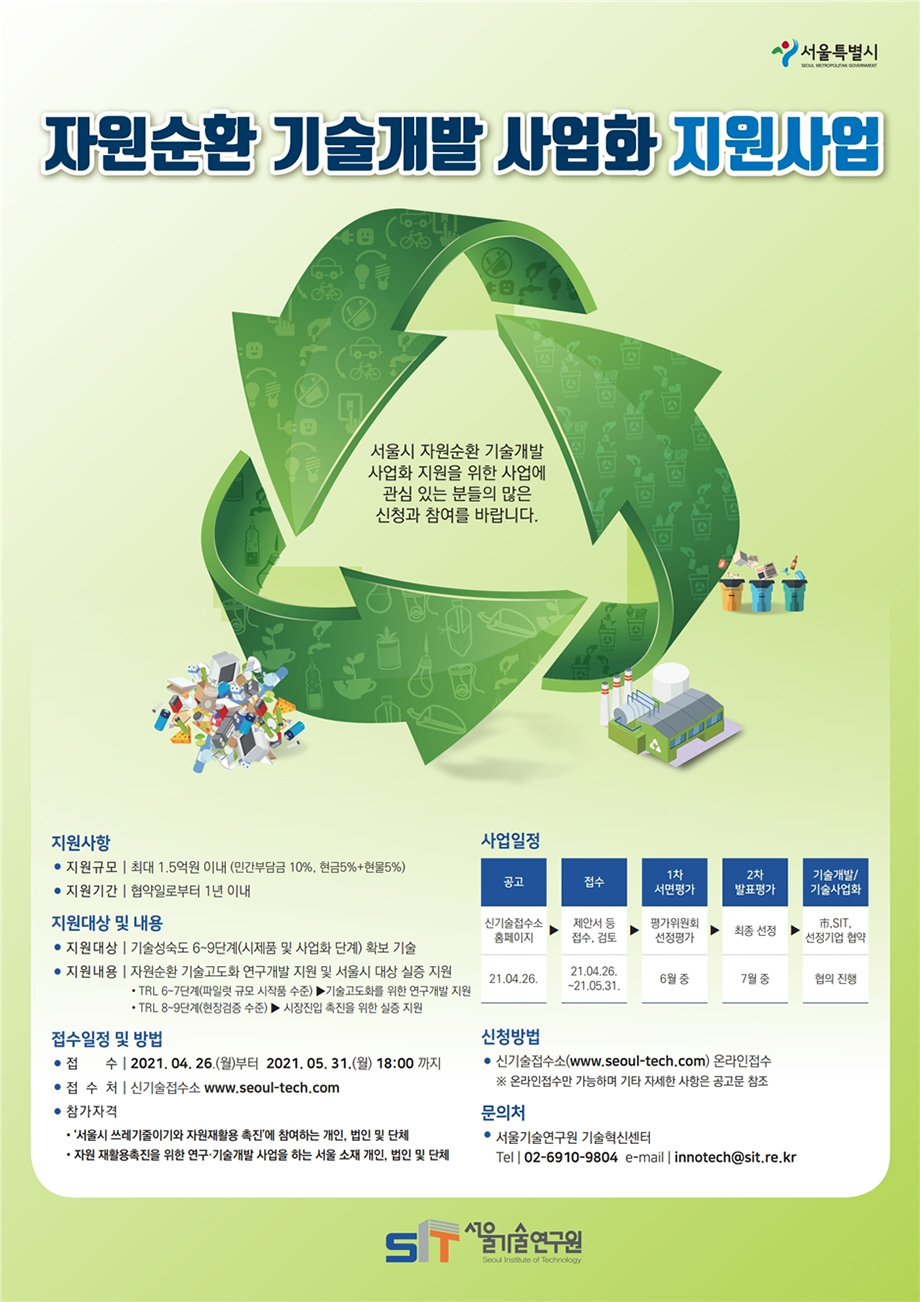 서울특별시
SEOUL METROPOLITAN GOVERNMENT
자원순환 기술개발 사업화 지원사업
서울시 자원순환 기술개발
사업화 지원을 위한 사업에
관심 있는 분들의 많은
신청과 참여를 바랍니다.
지원사항
• 지원규모 | 최대 1.5억원 이내 (민간부담금 10%, 현금5%+현물5%)
• 지원기간 | 협약일로부터 1년 이내
지원대상 및 내용
• 지원대상 | 기술성숙도 6~9단계(시제품 및 사업화 단계) 확보 기술
• 지원내용 | 자원순환 기술고도화 연구개발 지원 및 서울시 대상 실증 지원
• TRL 6~7단계(파일럿 규모 시작품 수준) ▶기술고도화를 위한 연구개발 지원
• TRL 8~9단계(현장검증 수준) ▶ 시장진입 촉진을 위한 실증 지원
접수일정 및 방법
• 접 수 | 2021. 04. 26.(월)부터 2021. 05. 31.(월) 18:00 까지
• 접 수 처 | 신기술접수소 www.seoul-tech.com
• 참가자격
• ‘서울시 쓰레기줄이기와 자원재활용 촉진’에 참여하는 개인, 법인 및 단체
• 자원 재활용촉진을 위한 연구·기술개발 사업을 하는 서울 소재 개인, 법인 및 단체
사업일정
공고
신기술접수소
홈페이지
21.04.26.
▶
접수
제안서 등
접수, 검토
21.04.26.
~21.05.31.
▶
1차
서면평가
평가위원회
선정평가
6월 중
▶
2차
발표평가
최종 선정
7월 중
▶
기술개발/
기술사업화
市,SIT,
선정기업 협약
협의 진행
신청방법
• 신기술접수소(www.seoul-tech.com) 온라인접수
※ 온라인접수만 가능하며 기타 자세한 사항은 공고문 참조
문의처
• 서울기술연구원 기술혁신센터
Tel | 02-6910-9804 e-mail | innotech@sit.re.kr
SIT 서울기술연구원
Seoul Institute of Technology